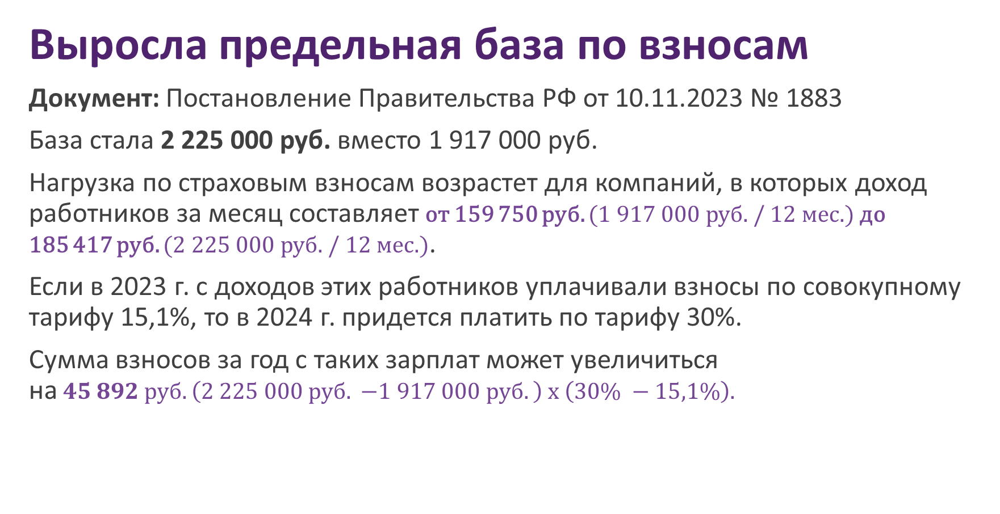 Выросла предельная база по взносам
Документ: Постановление Правительства РФ от 10.11.2023 № 1883
База стала 2 225 000 руб. вместо 1 917 000 руб.
Нагрузка по страховым взносам возрастет для компаний, в которых доход
работников за месяц составляет от 159 750 руб. (1 917 000 руб. / 12 мес.) до
185 417 руб. (2 225 000 руб. / 12 мес.).
Если в 2023 г. с доходов этих работников уплачивали взносы по совокупному
тарифу 15,1%, то в 2024 г. придется платить по тарифу 30%.
Сумма взносов за год с таких зарплат может увеличиться
на 45 892 руб. (2 225 000 руб. −1 917 000 руб. ) х (30% − 15,1%).